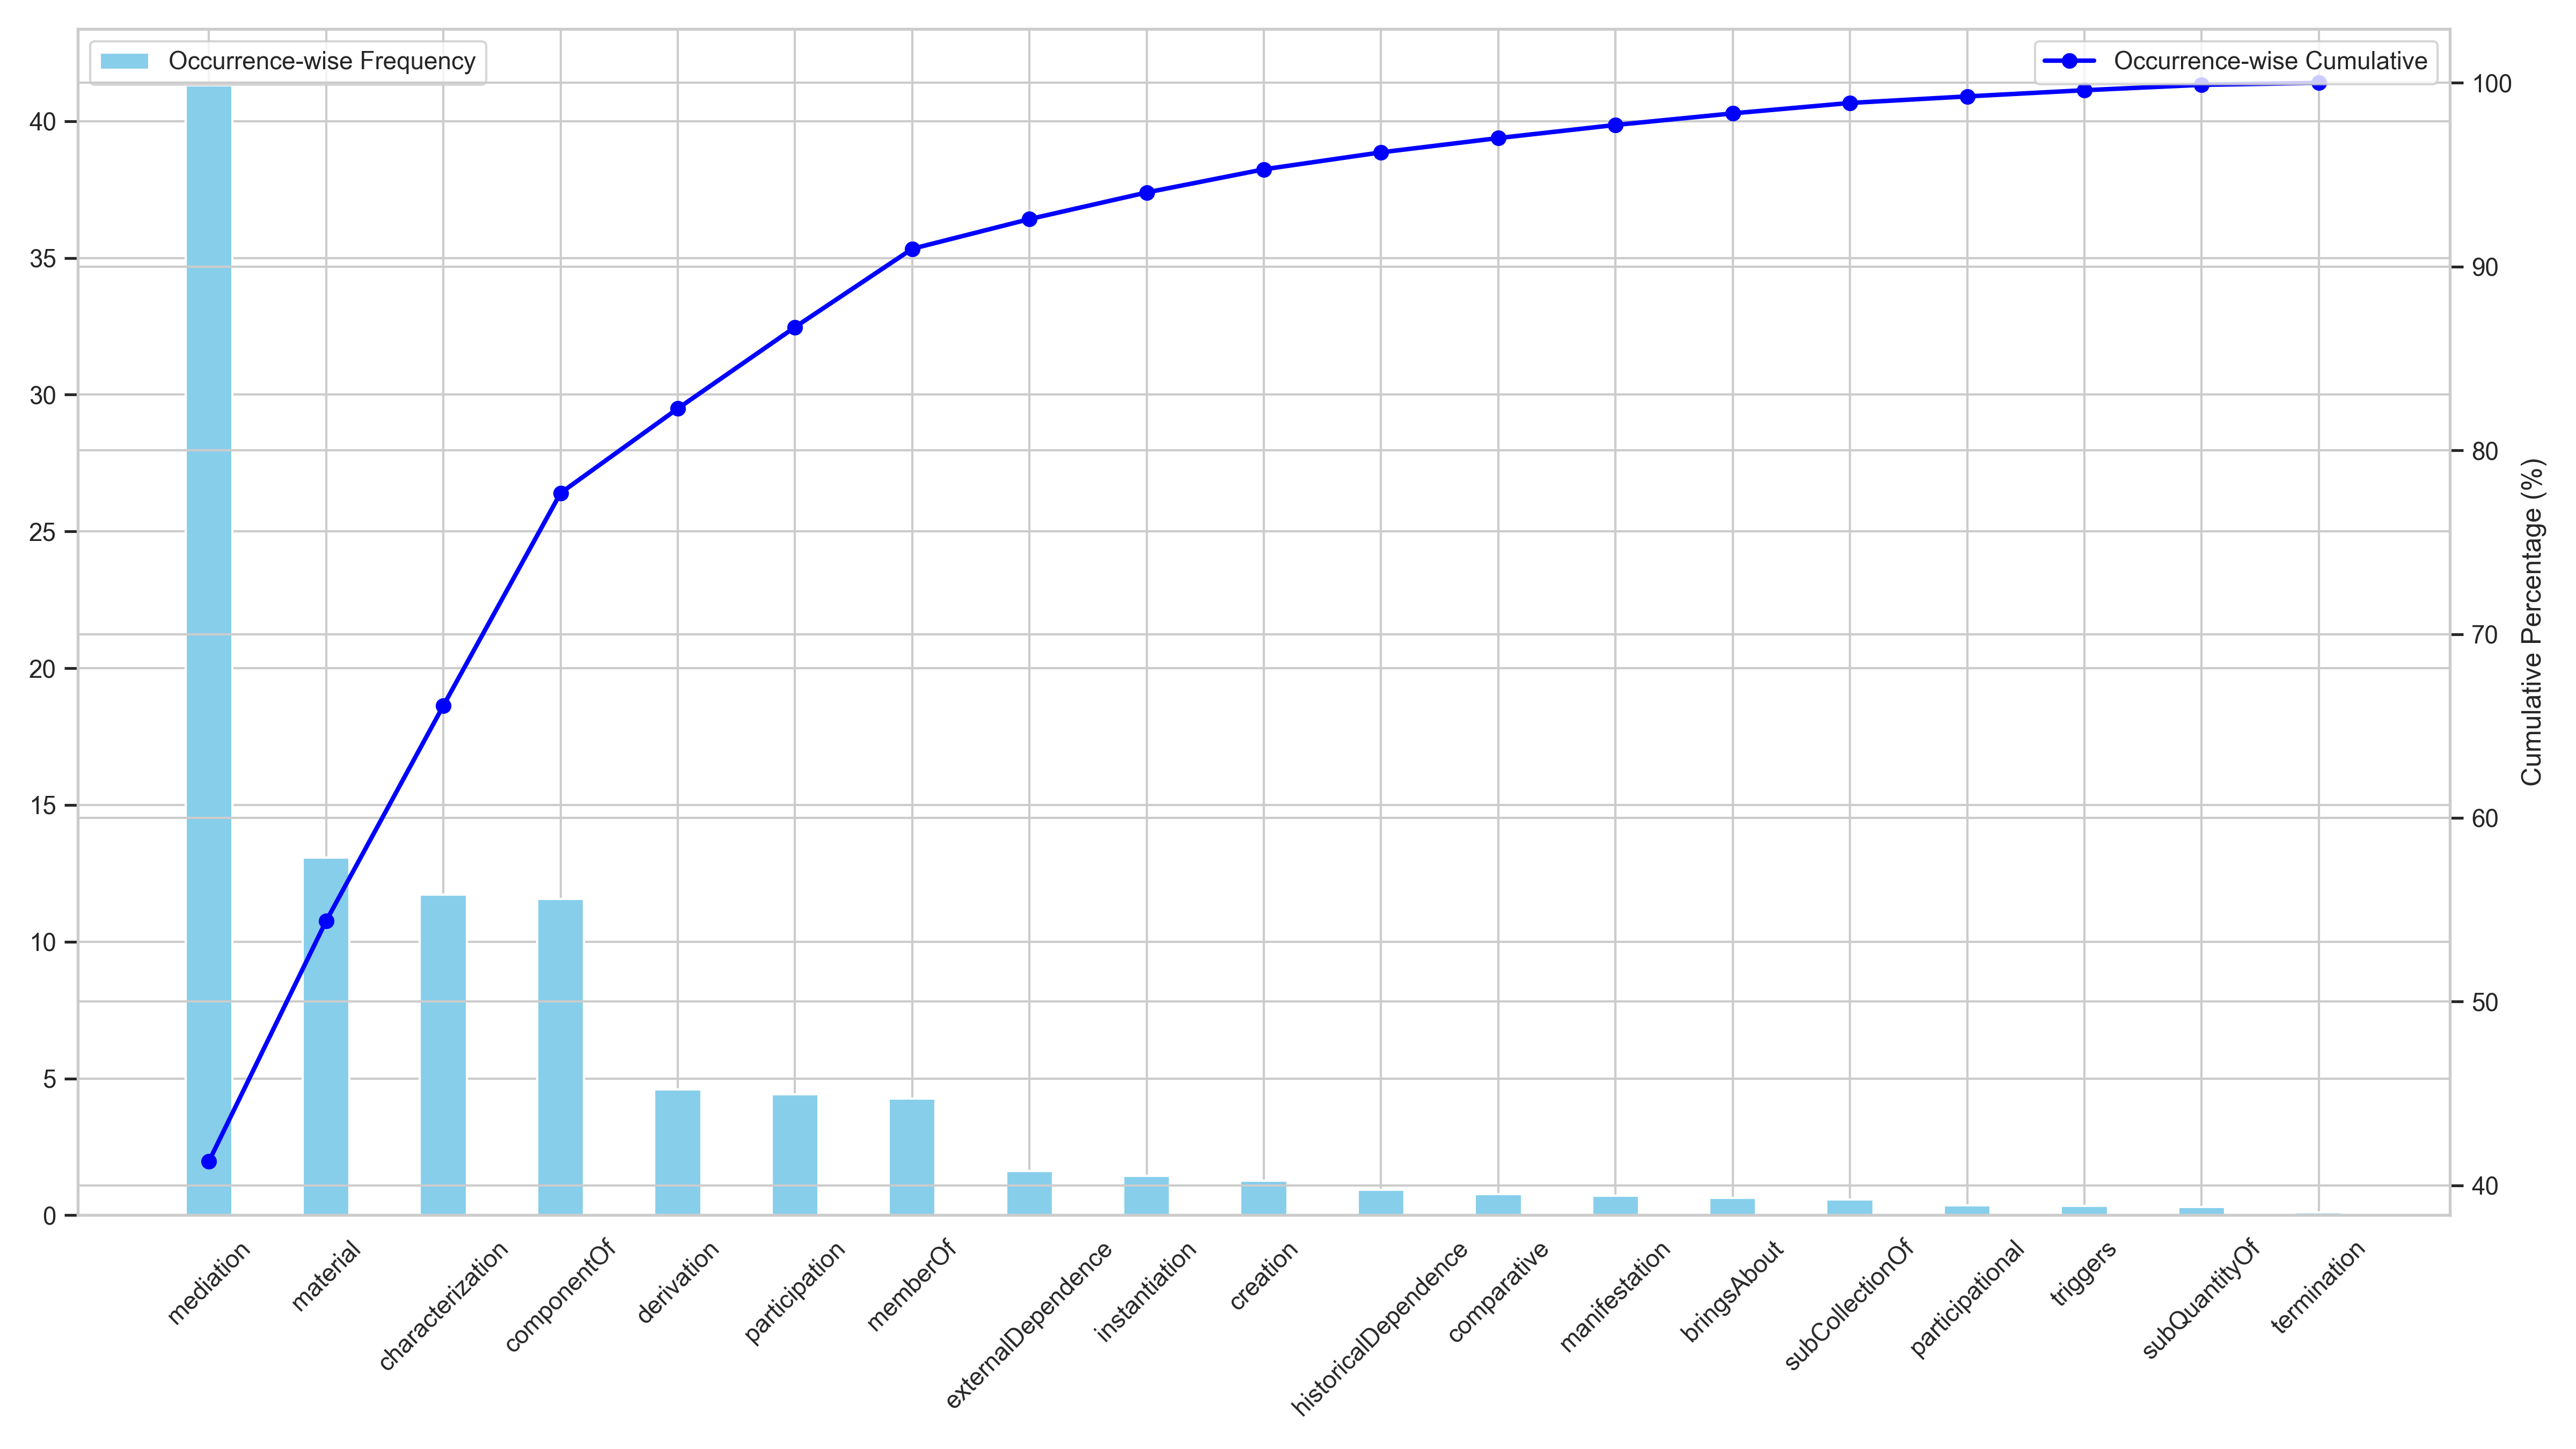 Occurrence-wise Frequency
Occurrence-wise Cumulative
40
35
30
25
20
15
10
5
0
100
90
80
70
60
50
40
Cumulative Percentage (%)
mediation
material
characterization
componentOf
derivation
participation
memberOf
externalDependence
instantiation
creation
historicalDependence
comparative
manifestation
bringsAbout
subCollectionOf
participational
triggers
subQuantityOf
termination